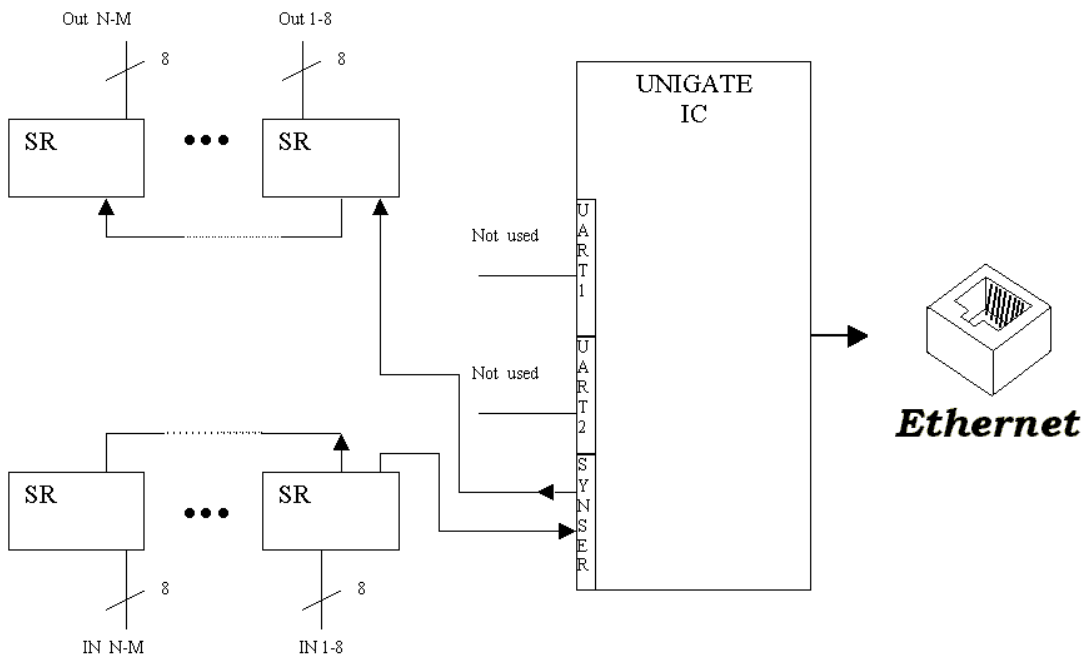 Out N-M
Out 1-8
8
8
UNIGATE
IC
SR
SR
UART1
Not used
UART2
Not used
Ethernet
SYNSER
SR
SR
8
8
IN N-M
IN 1-8